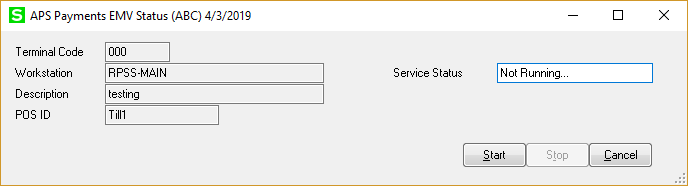 S APS Payments EMV Status (ABC) 4/3/2019
Terminal Code 000
Workstation RPSS-MAIN Service Status Not Running...
Description testing
POS ID Till1
Start Stop Cancel